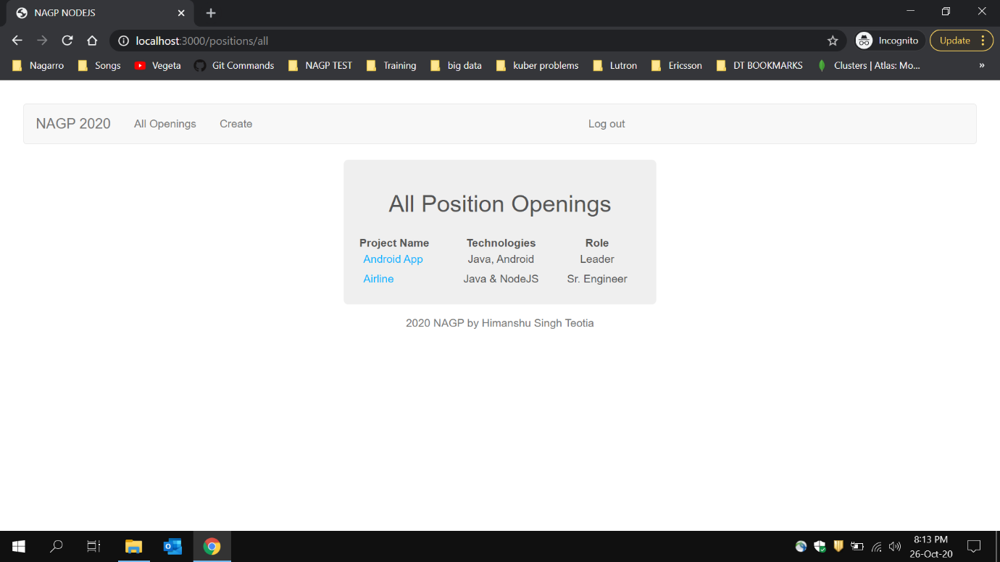 NAGP NODEJS
localhost:3000/positions/all
Incognito
Update
Nagarro Songs Vegeta Git Commands NAGP TEST Training big data kuber problems Lutron Ericsson DT BOOKMARKS Clusters | Atlas: Mo... »
NAGP 2020 All Openings Create Log out
All Position Openings
Project Name Technologies Role
Android App Java, Android Leader
Airline Java & NodeJS Sr. Engineer
2020 NAGP by Himanshu Singh Teotia
8:13 PM
26-Oct-20